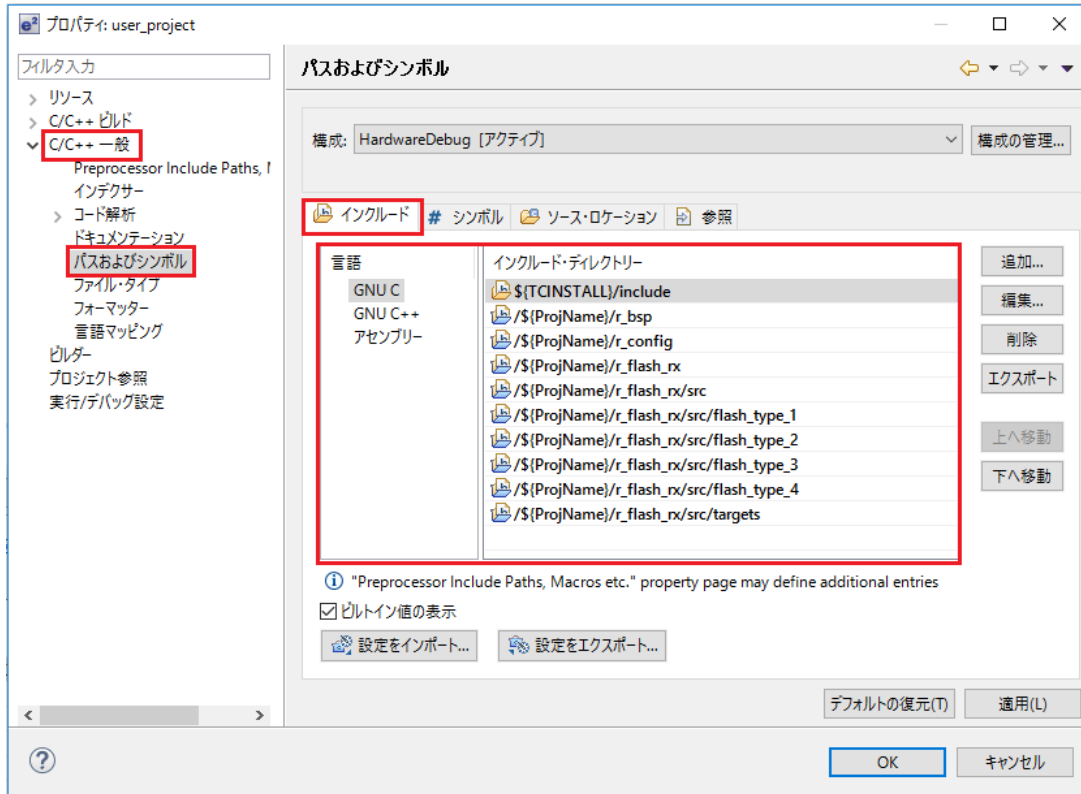 e² プロパティ: user_project
フィルタ入力
リソース
C/C++ ビルド
C/C++ 一般
Preprocessor Include Paths, M
インデクサー
コード解析
ドキュメンテーション
パスおよびシンボル
ファイル・タイプ
フォーマッター
言語マッピング
ビルダー
プロジェクト参照
実行/デバッグ設定
パスおよびシンボル
構成: HardwareDebug [アクティブ] 構成の管理...
インクルード # シンボル ソース・ロケーション 参照
言語
GNU C
GNU C++
アセンブリー
インクルード・ディレクトリー
${TCINSTALL}/include
/${ProjName}/r_bsp
/${ProjName}/r_config
/${ProjName}/r_flash_rx
/${ProjName}/r_flash_rx/src
/${ProjName}/r_flash_rx/src/flash_type_1
/${ProjName}/r_flash_rx/src/flash_type_2
/${ProjName}/r_flash_rx/src/flash_type_3
/${ProjName}/r_flash_rx/src/flash_type_4
/${ProjName}/r_flash_rx/src/targets
追加...
編集...
削除
エクスポート
上へ移動
下へ移動
"Preprocessor Include Paths, Macros etc." property page may define additional entries
ビルトイン値の表示
設定をインポート... 設定をエクスポート...
デフォルトの復元(T) 適用(L)
OK キャンセル